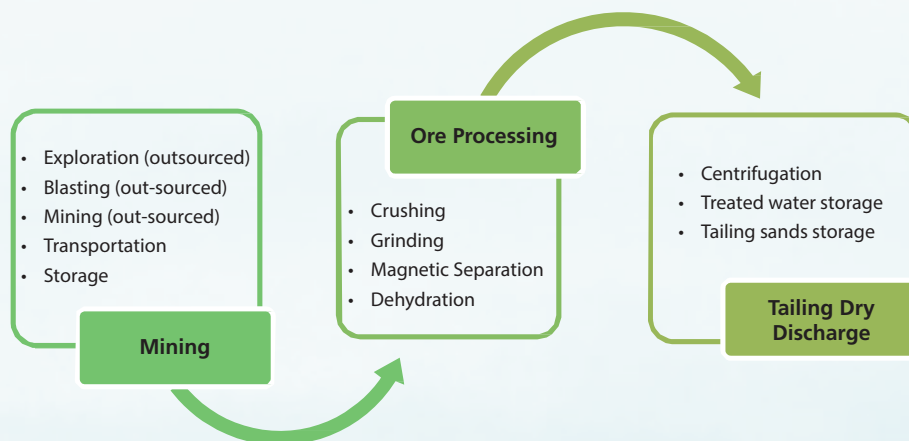 • Exploration (outsourced)
• Blasting (out-sourced)
• Mining (out-sourced)
• Transportation
• Storage
Mining
Ore Processing
• Crushing
• Grinding
• Magnetic Separation
• Dehydration
• Centrifugation
• Treated water storage
• Tailing sands storage
Tailing Dry
Discharge